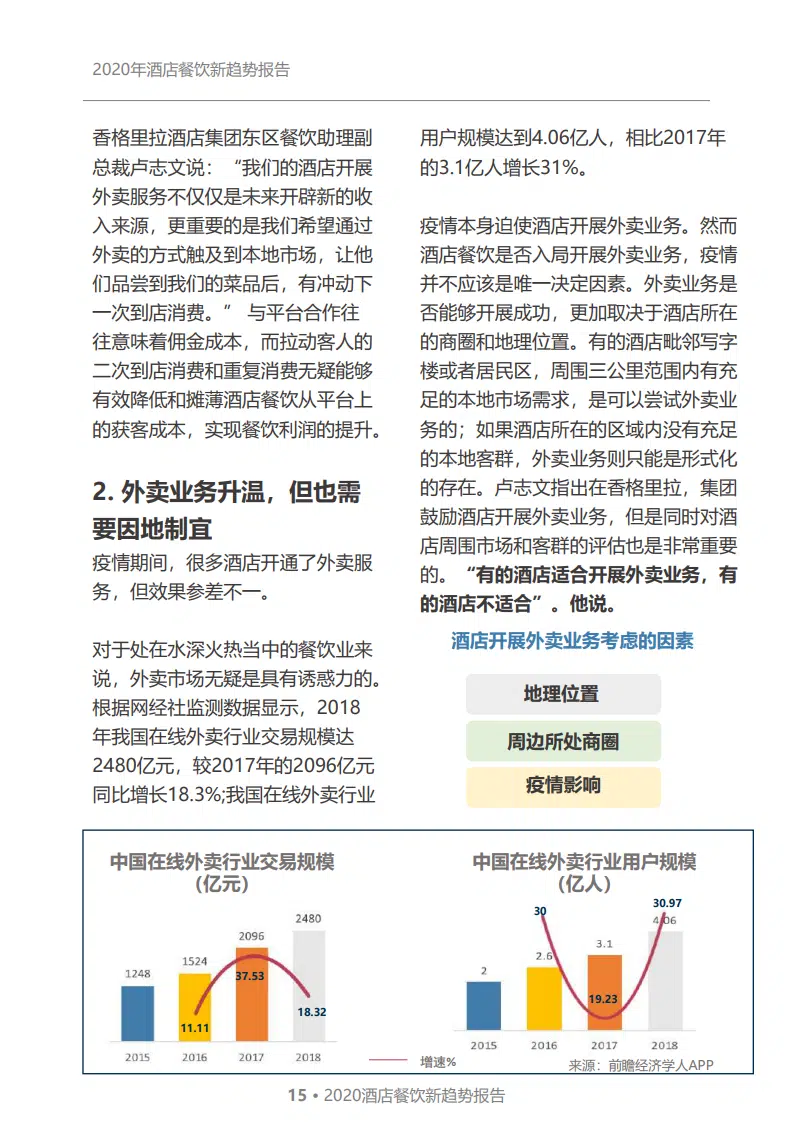 2020年酒店餐饮新趋势报告
香格里拉酒店集团东区餐饮助理副
总裁卢志文说：“我们的酒店开展
外卖服务不仅仅是未来开辟新的收
入来源，更重要的是我们希望通过
外卖的方式触及到本地市场，让他
们品尝到我们的菜品后，有冲动下
一次到店消费。” 与平台合作往
往意味着佣金成本，而拉动客人的
二次到店消费和重复消费无疑能够
有效降低和摊薄酒店餐饮从平台上
的获客成本，实现餐饮利润的提升。
2. 外卖业务升温，但也需
要因地制宜
疫情期间，很多酒店开通了外卖服
务，但效果参差不一。
对于处在水深火热当中的餐饮业来
说，外卖市场无疑是具有诱惑力的。
根据网经社监测数据显示，2018
年我国在线外卖行业交易规模达
2480亿元，较2017年的2096亿元
同比增长18.3%;我国在线外卖行业
用户规模达到4.06亿人，相比2017年
的3.1亿人增长31%。
疫情本身迫使酒店开展外卖业务。然而
酒店餐饮是否入局开展外卖业务，疫情
并不应该是唯一决定因素。外卖业务是
否能够开展成功，更加取决于酒店所在
的商圈和地理位置。有的酒店毗邻写字
楼或者居民区，周围三公里范围内有充
足的本地市场需求，是可以尝试外卖业
务的；如果酒店所在的区域内没有充足
的本地客群，外卖业务则只能是形式化
的存在。卢志文指出在香格里拉，集团
鼓励酒店开展外卖业务，但是同时对酒
店周围市场和客群的评估也是非常重要
的。“有的酒店适合开展外卖业务，有
的酒店不适合”。他说。
酒店开展外卖业务考虑的因素
地理位置
周边所处商圈
疫情影响
中国在线外卖行业交易规模
（亿元）
2480
2096
1524
1248
37.53
18.32
11.11
2015 2016 2017 2018
增速%
中国在线外卖行业用户规模
（亿人）
30.97
30
4.06
3.1
2.6
2
19.23
2015 2016 2017 2018
来源：前瞻经济学人APP
15 • 2020酒店餐饮新趋势报告